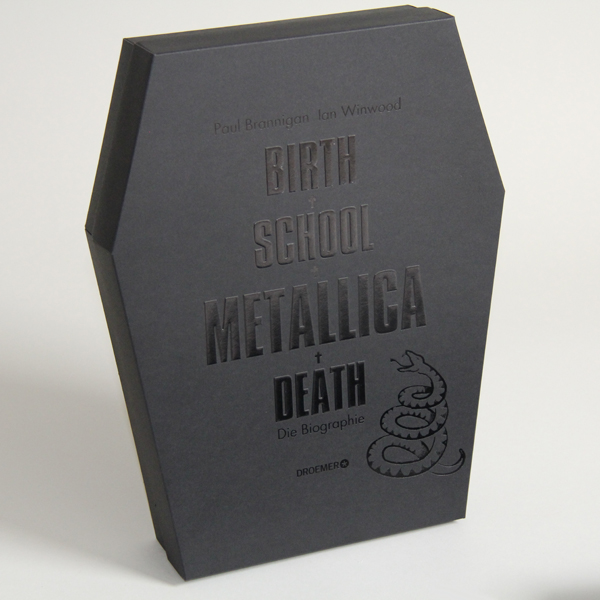 Paul Brannigan Ian Winwood
BIRTH
SCHOOL
METALLICA
DEATH
Die Biographie
DROEMER